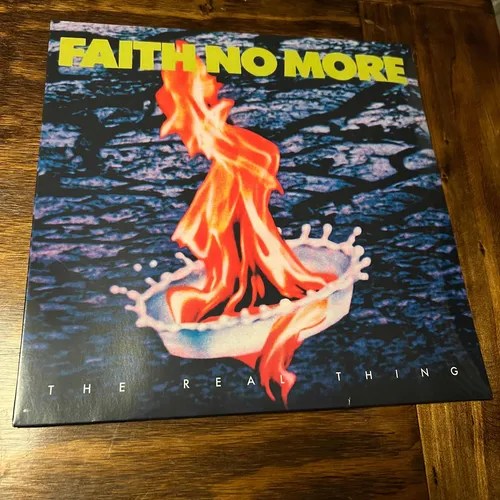 FAITH NO MORE
THE REAL THING